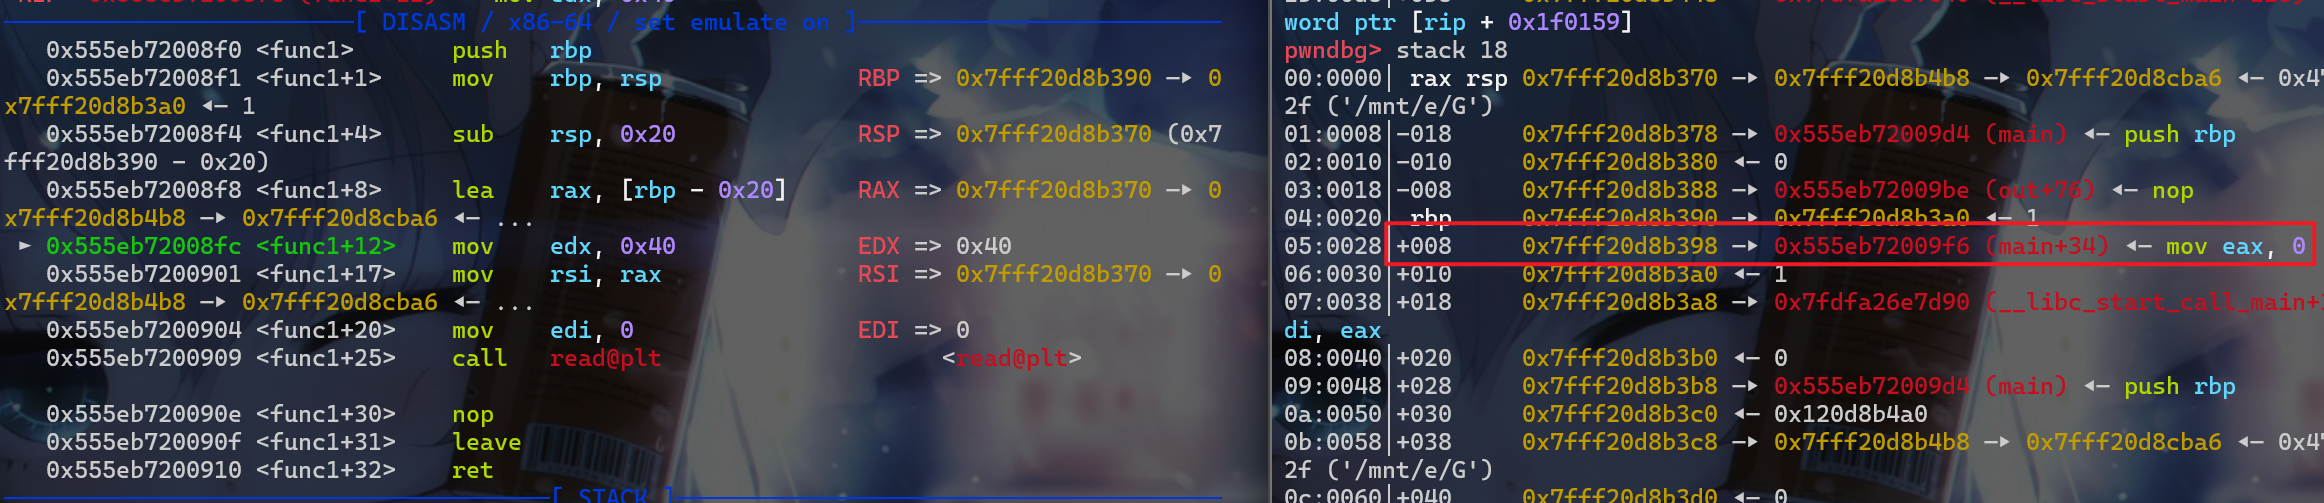 [ DISASM / x86-64 / set emulate on ]
0x555eb72008f0 <func1> push rbp
0x555eb72008f1 <func1+1> mov rbp, rsp RBP => 0x7fff20d8b390 —▸ 0
x7fff20d8b3a0 ◂— 1
0x555eb72008f4 <func1+4> sub rsp, 0x20 RSP => 0x7fff20d8b370 (0x7
fff20d8b390 - 0x20)
0x555eb72008f8 <func1+8> lea rax, [rbp - 0x20] RAX => 0x7fff20d8b370 —▸ 0
x7fff20d8b4b8 —▸ 0x7fff20d8cba6 ◂— ...
► 0x555eb72008fc <func1+12> mov edx, 0x40 EDX => 0x40
0x555eb7200901 <func1+17> mov rsi, rax RSI => 0x7fff20d8b370 —▸ 0
x7fff20d8b4b8 —▸ 0x7fff20d8cba6 ◂— ...
0x555eb7200904 <func1+20> mov edi, 0 EDI => 0
0x555eb7200909 <func1+25> call read@plt <read@plt>
0x555eb720090e <func1+30> nop
0x555eb720090f <func1+31> leave
0x555eb7200910 <func1+32> ret
[ STACK ]
word ptr [rip + 0x1f0159]
pwndbg> stack 18
00:0000│ rax rsp 0x7fff20d8b370 —▸ 0x7fff20d8b4b8 —▸ 0x7fff20d8cba6 ◂— 0x4
2f ('/mnt/e/G')
01:0008│-018 0x7fff20d8b378 —▸ 0x555eb72009d4 (main) ◂— push rbp
02:0010│-010 0x7fff20d8b380 ◂— 0
03:0018│-008 0x7fff20d8b388 —▸ 0x555eb72009be (out+76) ◂— nop
04:0020│ rbp 0x7fff20d8b390 —▸ 0x7fff20d8b3a0 ◂— 1
05:0028│+008 0x7fff20d8b398 —▸ 0x555eb72009f6 (main+34) ◂— mov eax, 0
06:0030│+010 0x7fff20d8b3a0 ◂— 1
07:0038│+018 0x7fff20d8b3a8 —▸ 0x7fdfa26e7d90 (__libc_start_call_main+
di, eax
08:0040│+020 0x7fff20d8b3b0 ◂— 0
09:0048│+028 0x7fff20d8b3b8 —▸ 0x555eb72009d4 (main) ◂— push rbp
0a:0050│+030 0x7fff20d8b3c0 ◂— 0x120d8b4a0
0b:0058│+038 0x7fff20d8b3c8 —▸ 0x7fff20d8b4b8 —▸ 0x7fff20d8cba6 ◂— 0x4
2f ('/mnt/e/G')
0c:0060│+040 0x7fff20d8b3d0 ◂— 0